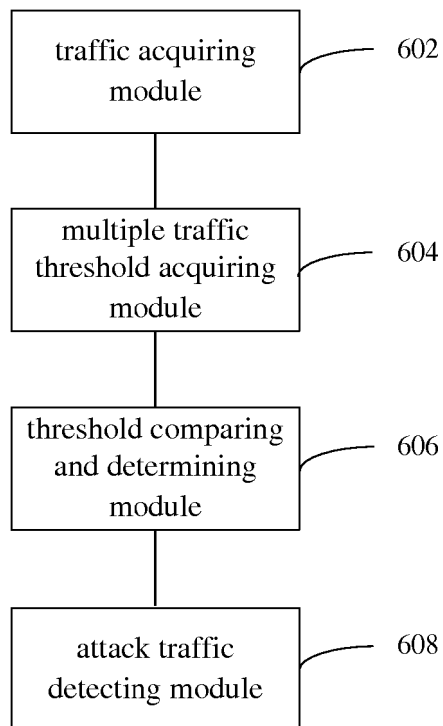 traffic acquiring
module
602
multiple traffic
threshold acquiring
module
604
threshold comparing
and determining
module
606
attack traffic
detecting module
608